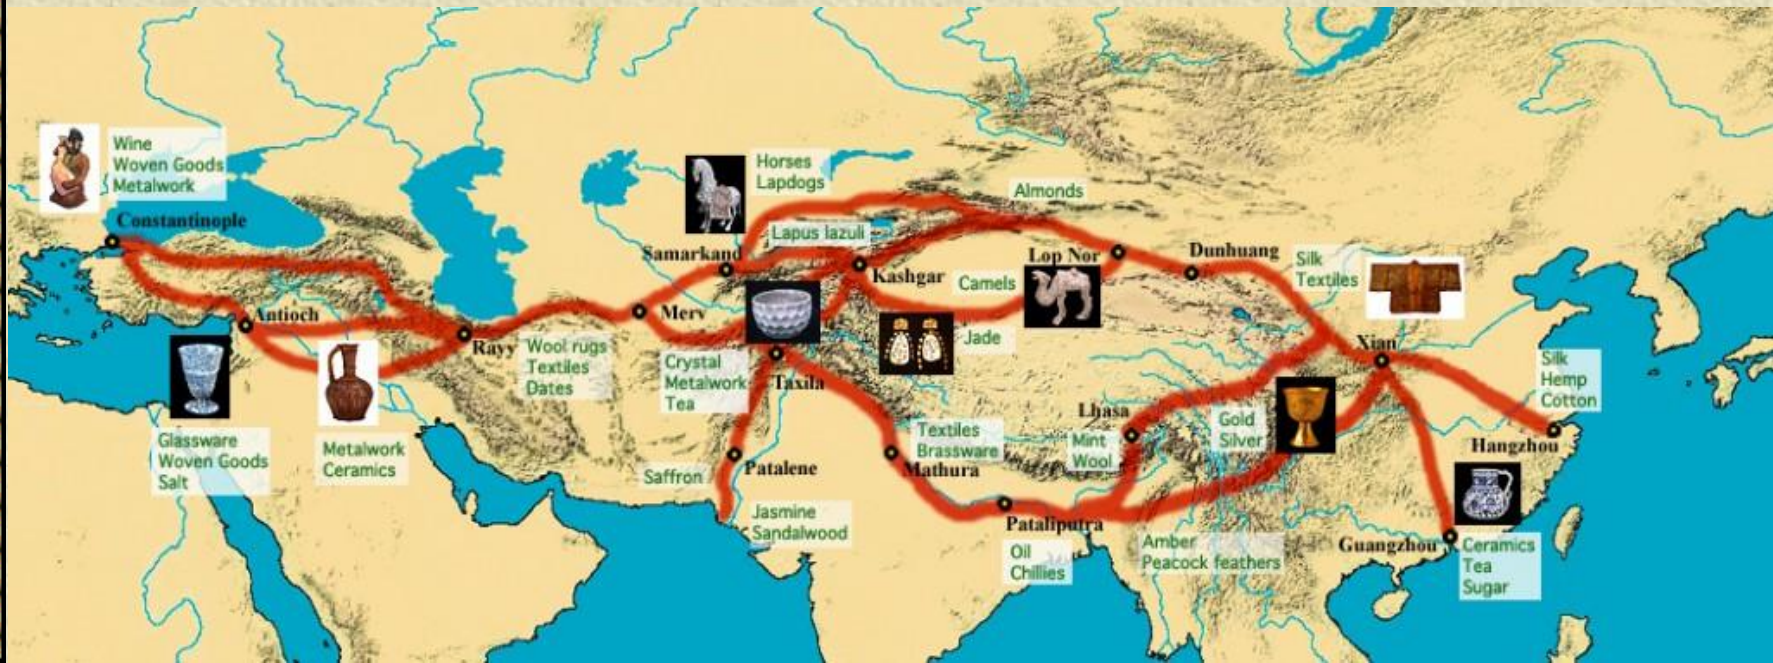 Wine
Woven Goods
Metalwork
Constantinople
Antioch
Glassware
Woven Goods
Salt
Metalwork
Ceramics
Rayy
Wool rugs
Textiles
Dates
Merv
Samarkand
Horses
Lapdogs
Lapus lazuli
Kashgar
Almonds
Camels
Lop Nor
Jade
Dunhuang
Silk
Textiles
Crystal
Metalwork
Tea
Taxila
Saffron
Patalene
Jasmine
Sandalwood
Textiles
Brassware
Mathura
Pataliputra
Oil
Chillies
Lhasa
Mint
Wool
Gold
Silver
Amber
Peacock feathers
Xian
Silk
Hemp
Cotton
Hangzhou
Guangzhou
Ceramics
Tea
Sugar